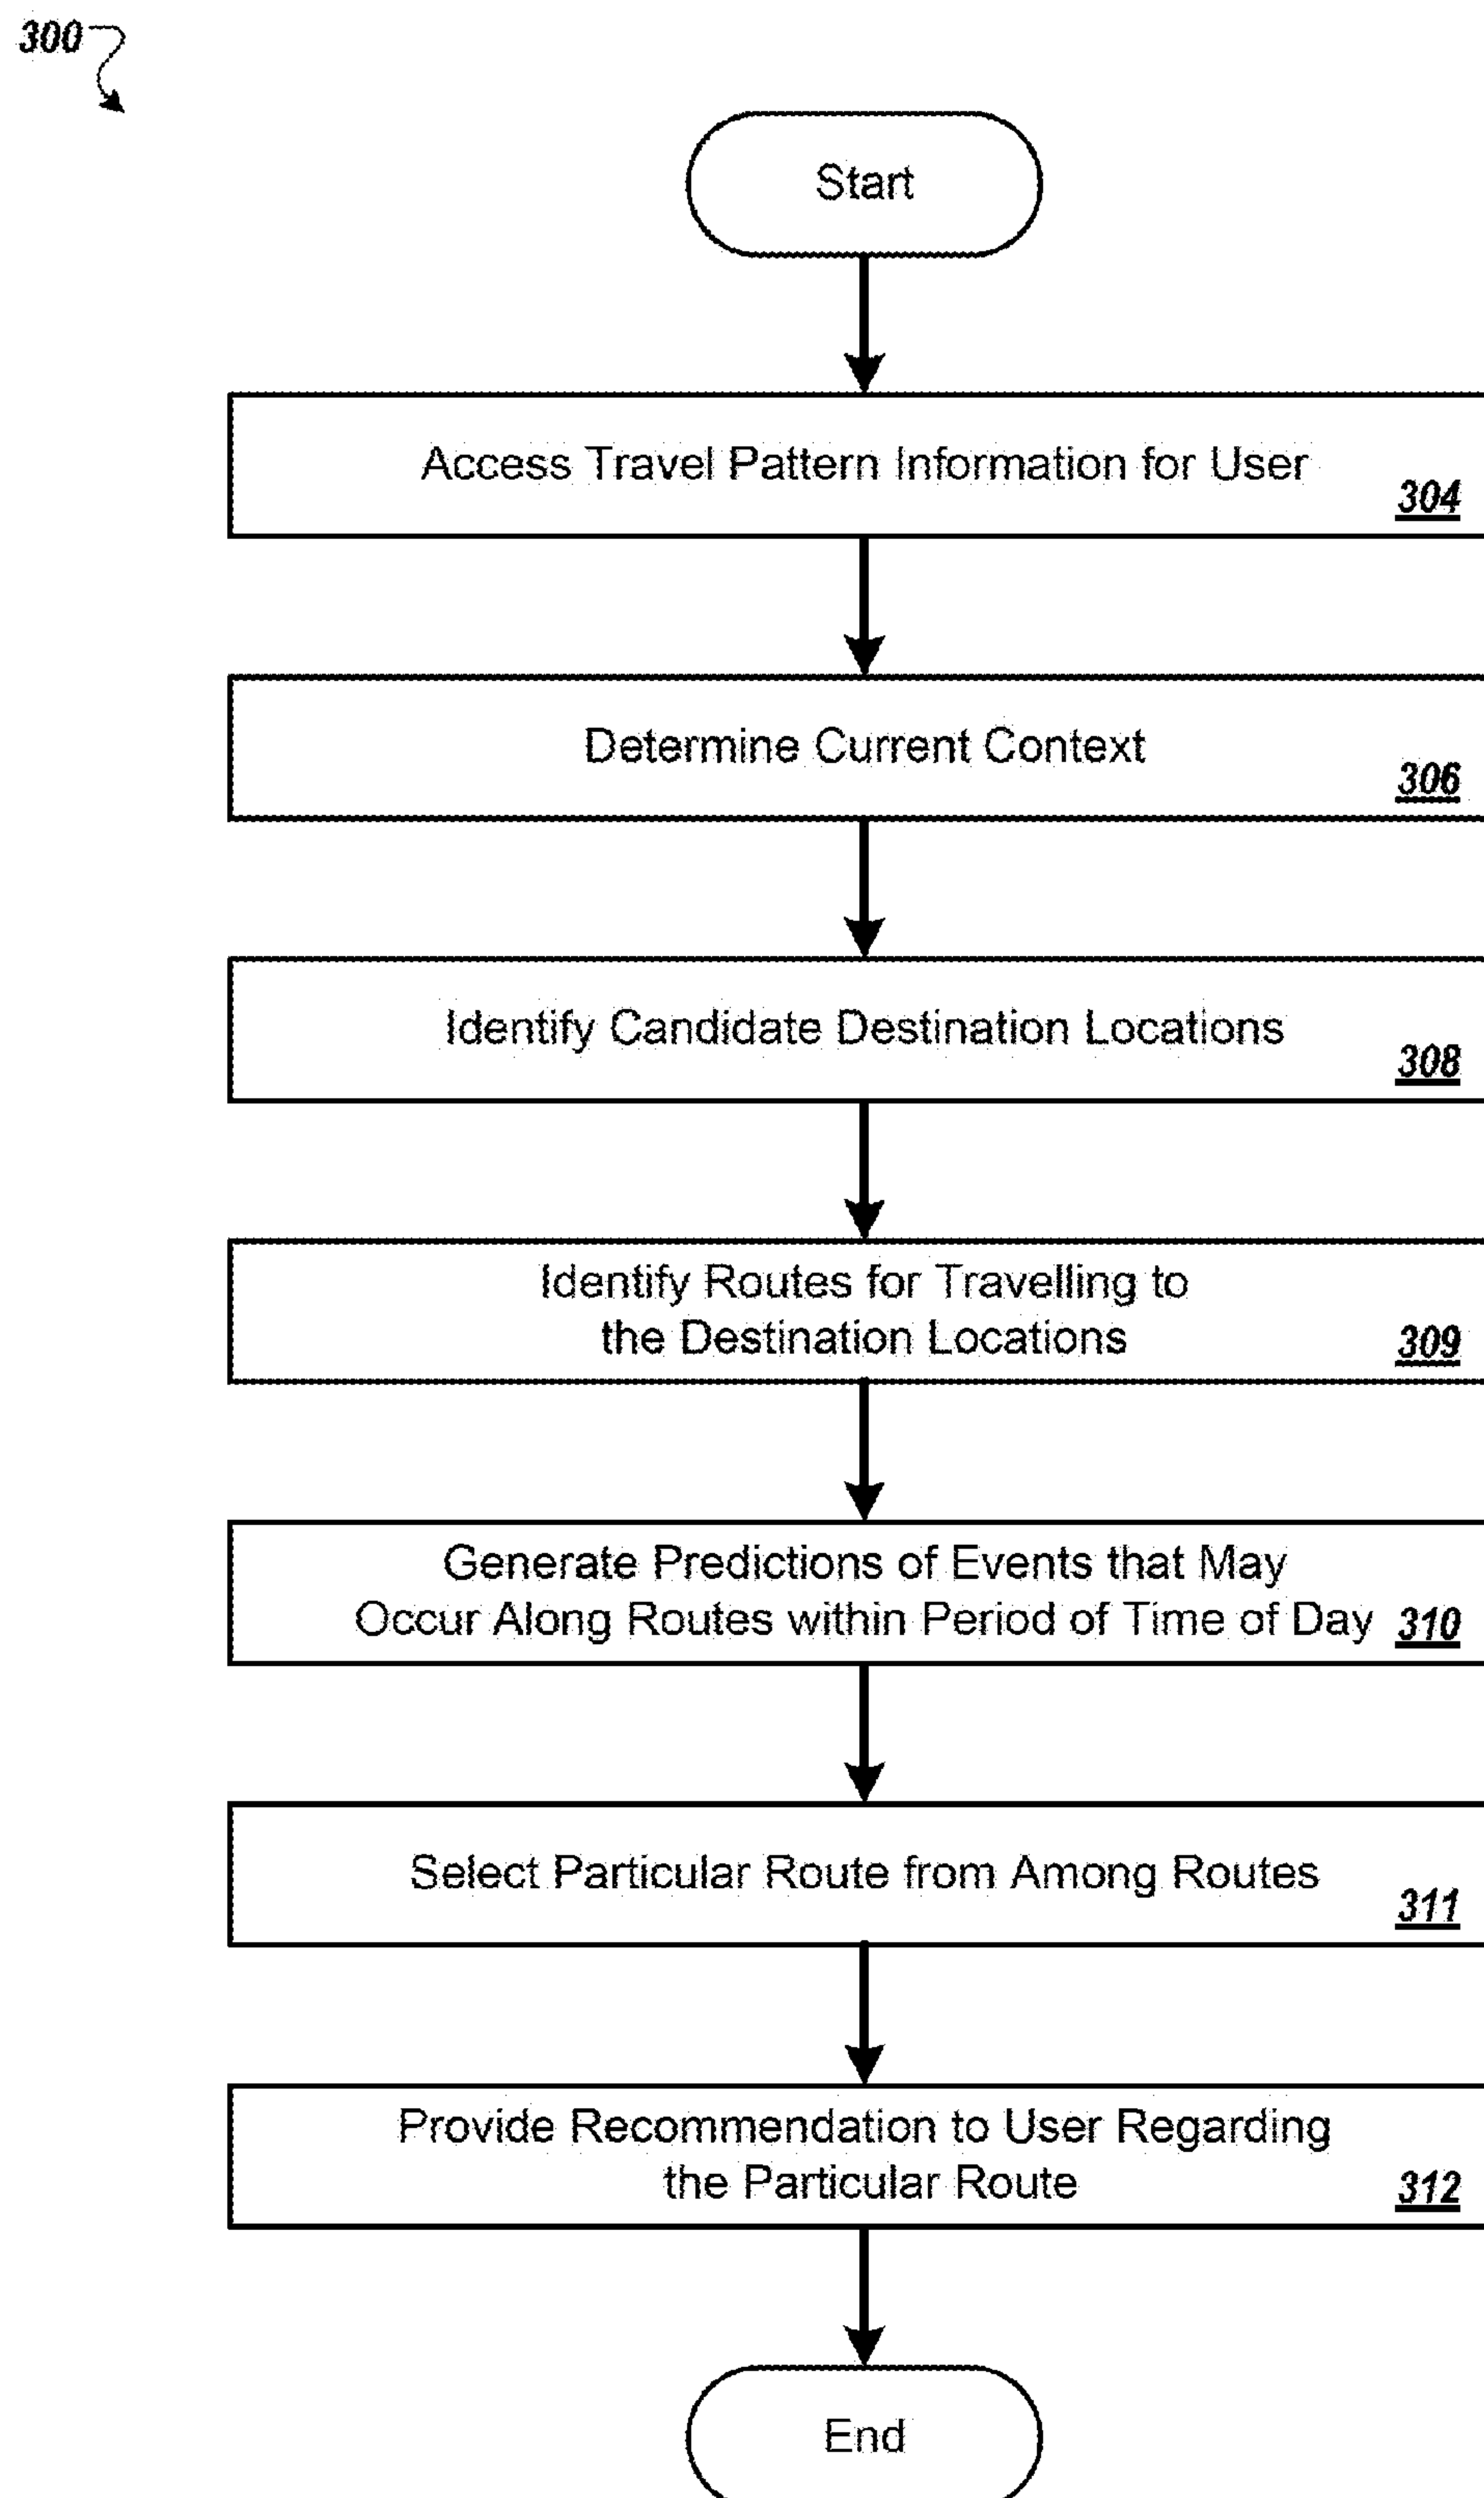 300
Start
Access Travel Pattern Information for User
304
Determine Current Context
306
Identify Candidate Destination Locations
308
Identify Routes for Travelling to
the Destination Locations
309
Generate Predictions of Events that May
Occur Along Routes within Period of Time of Day
310
Select Particular Route from Among Routes
311
Provide Recommendation to User Regarding
the Particular Route
312
End